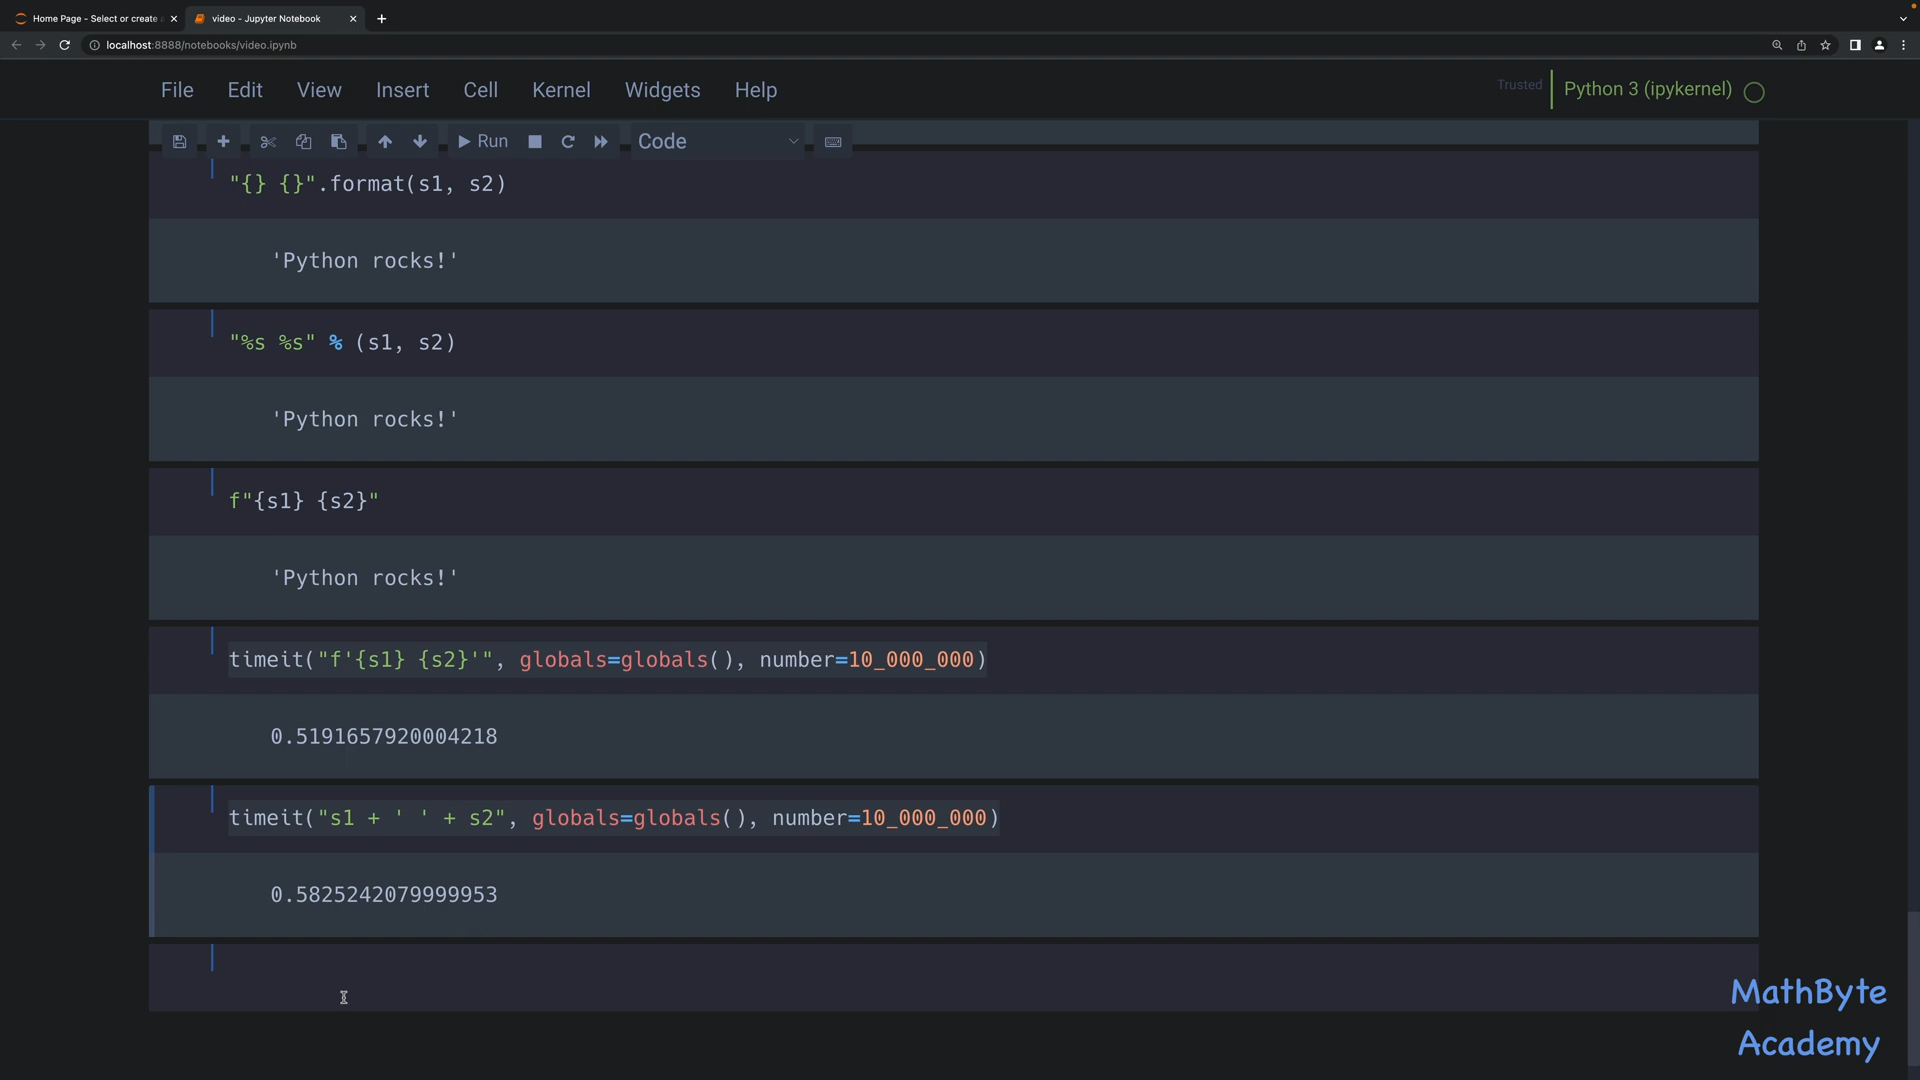 Home Page - Select or create a
video - Jupyter Notebook
localhost:8888/notebooks/video.ipynb
File Edit View Insert Cell Kernel Widgets Help
Trusted
Python 3 (ipykernel)
Run
Code
"{} {}".format(s1, s2)
'Python rocks!'
"%s %s" % (s1, s2)
'Python rocks!'
f"{s1} {s2}"
'Python rocks!'
timeit("f'{s1} {s2}'", globals=globals(), number=10_000_000)
0.5191657920004218
timeit("s1 + ' ' + s2", globals=globals(), number=10_000_000)
0.5825242079999953
MathByte
Academy